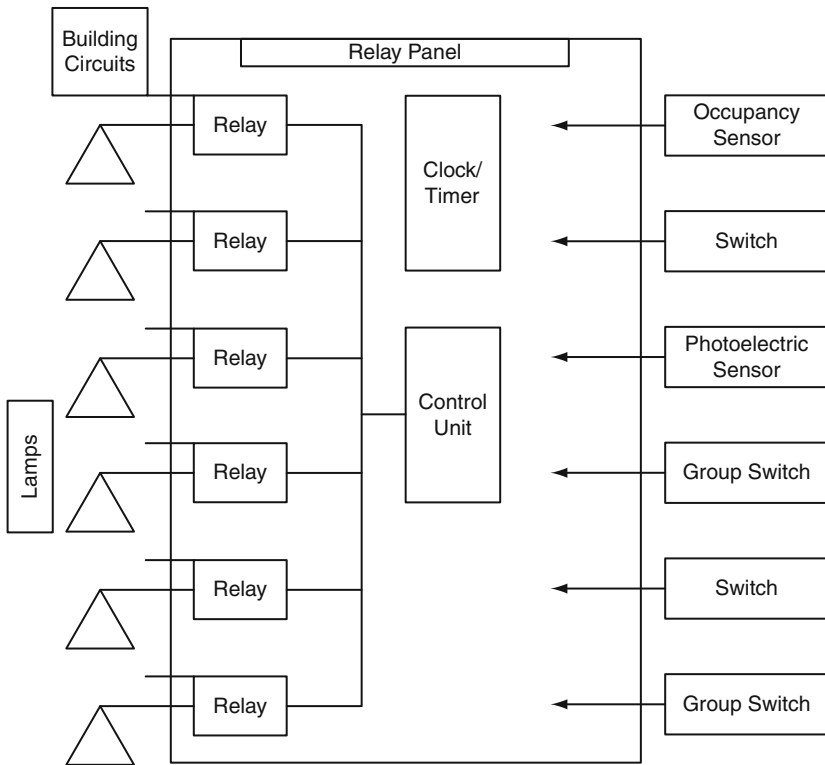 Building
Circuits
Relay Panel
Relay
Clock/
Timer
Occupancy
Sensor
Relay
Switch
Relay
Photoelectric
Sensor
Control
Unit
Lamps
Relay
Group Switch
Relay
Switch
Relay
Group Switch